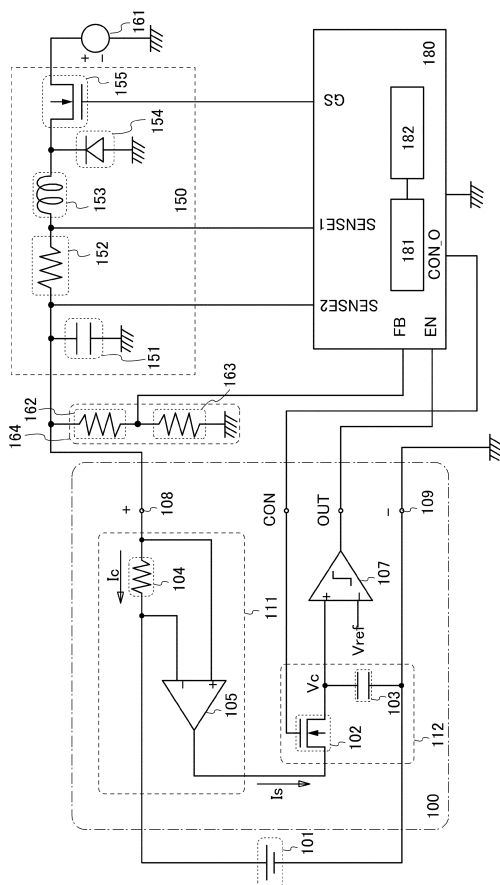 101
100
111
105
−
+
104
Ic
+
108
Is
112
102
103
Vc
Vref
+
−
107
CON
OUT
−
109
164
162
163
150
151
152
153
154
155
+
−
161
SENSE2
SENSE1
GS
FB
EN
CON_O
181
182
180